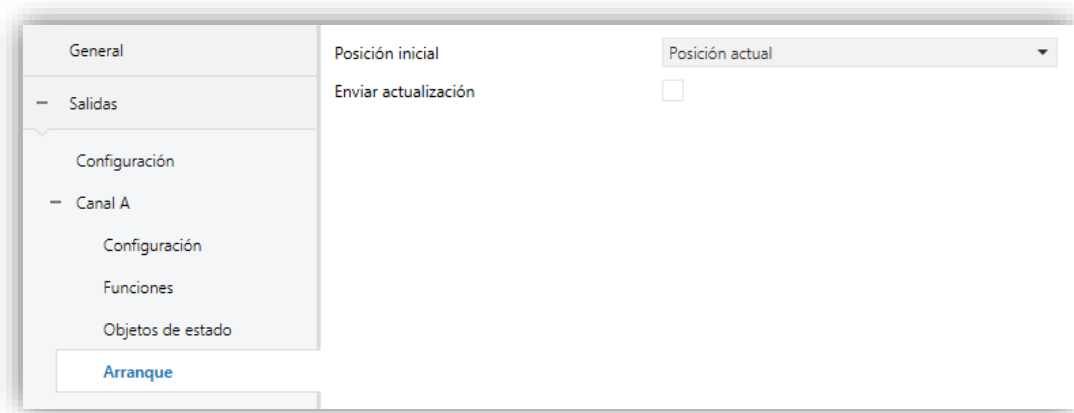 General
Salidas
Configuración
Canal A
Configuración
Funciones
Objetos de estado
Arranque
Posición inicial
Posición actual
Enviar actualización